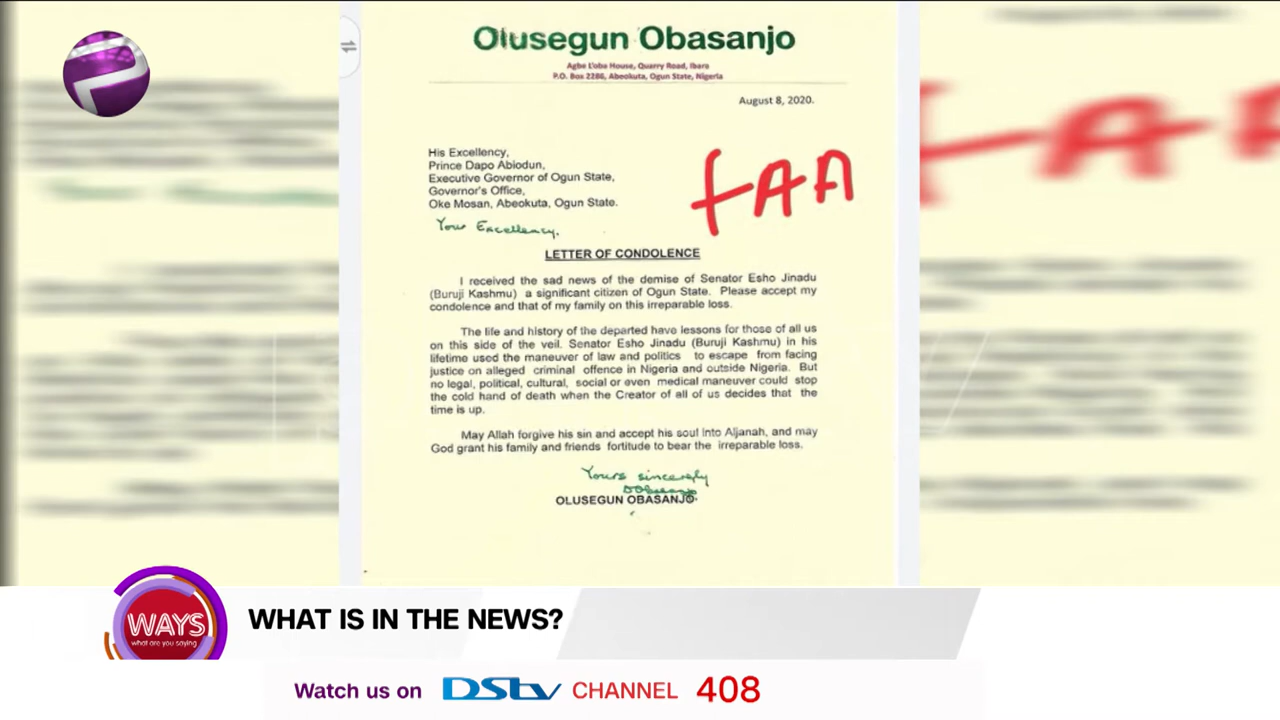 Olusegun Obasanjo
Agbe L'oba House, Quarry Road, Ibara
P.O. Box 2286, Abeokuta, Ogun State, Nigeria
August 8, 2020.
His Excellency,
Prince Dapo Abiodun,
Executive Governor of Ogun State,
Governor's Office,
Oke Mosan, Abeokuta, Ogun State.
fAA
Your Excellency,
LETTER OF CONDOLENCE
I received the sad news of the demise of Senator Esho Jinadu
(Buruji Kashmu) a significant citizen of Ogun State. Please accept my
condolence and that of my family on this irreparable loss.
The life and history of the departed have lessons for those of all us
on this side of the veil. Senator Esho Jinadu (Buruji Kashmu) in his
lifetime used the maneuver of law and politics to escape from facing
justice on alleged criminal offence in Nigeria and outside Nigeria. But
no legal, political, cultural, social or even medical maneuver could stop
the cold hand of death when the Creator of all of us decides that the
time is up.
May Allah forgive his sin and accept his soul into Aljanah, and may
God grant his family and friends fortitude to bear the irreparable loss.
Yours sincerely
OLUSEGUN OBASANJO.
WAYS
what are you saying
WHAT IS IN THE NEWS?
Watch us on DStv CHANNEL 408